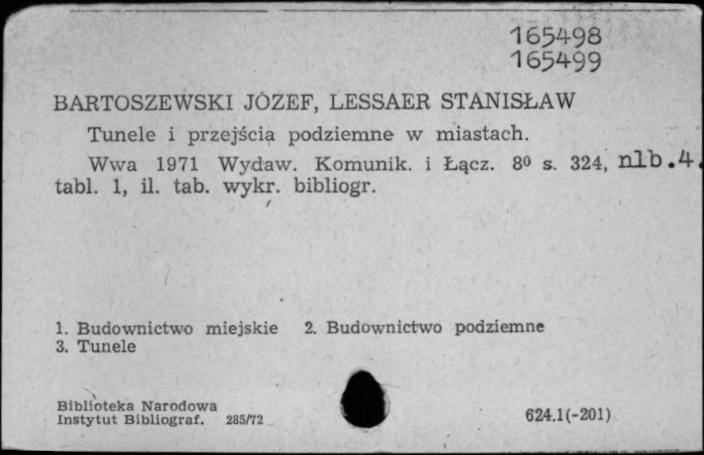 165498
165499
BARTOSZEWSKI JÓZEF, LESSAER STANISŁAW
Tunele i przejścia podziemne w miastach.
Wwa 1971 Wydaw. Komunik. i Łącz. 8⁰ s. 324, nlb.4.
tabl. 1, il. tab. wykr. bibliogr.
1. Budownictwo miejskie 2. Budownictwo podziemne
3. Tunele
Biblioteka Narodowa
Instytut Bibliograf. 285/72
624.1(-201)